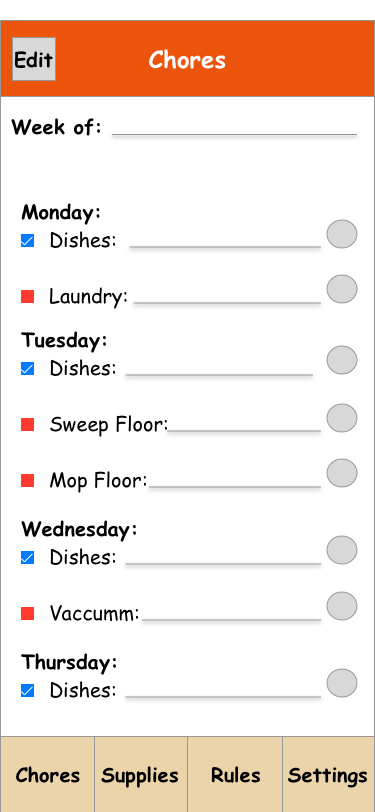 Edit
Chores
Week of:
Monday:
Dishes:
Laundry:
Tuesday:
Dishes:
Sweep Floor:
Mop Floor:
Wednesday:
Dishes:
Vaccumm:
Thursday:
Dishes:
Chores Supplies Rules Settings